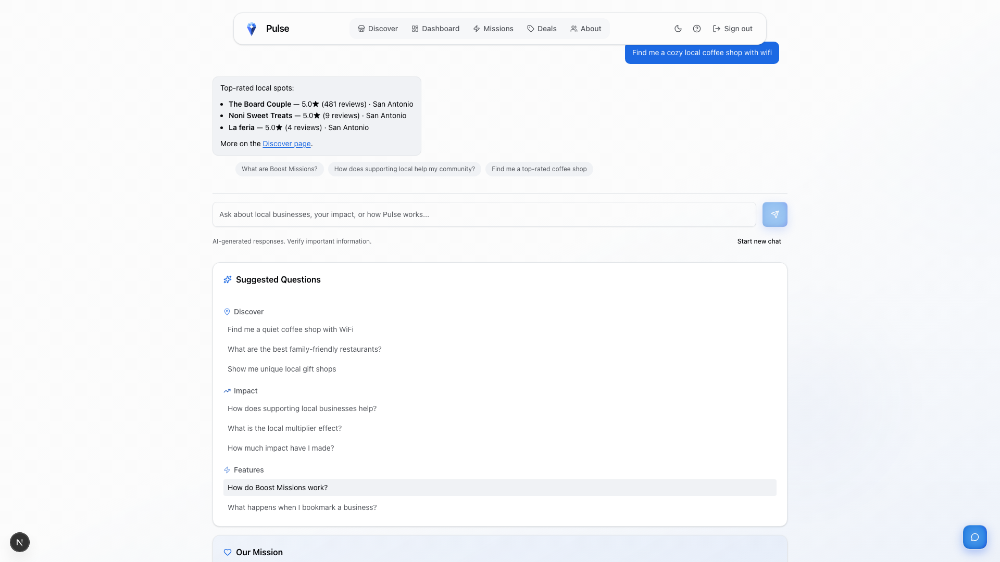 Pulse
Discover
Dashboard
Missions
Deals
About
Sign out
Find me a cozy local coffee shop with wifi
Top-rated local spots:
• The Board Couple — 5.0★ (481 reviews) · San Antonio
• Noni Sweet Treats — 5.0★ (9 reviews) · San Antonio
• La feria — 5.0★ (4 reviews) · San Antonio
More on the Discover page.
What are Boost Missions?
How does supporting local help my community?
Find me a top-rated coffee shop
Ask about local businesses, your impact, or how Pulse works...
AI-generated responses. Verify important information.
Start new chat
Suggested Questions
Discover
Find me a quiet coffee shop with WiFi
What are the best family-friendly restaurants?
Show me unique local gift shops
Impact
How does supporting local businesses help?
What is the local multiplier effect?
How much impact have I made?
Features
How do Boost Missions work?
What happens when I bookmark a business?
N
Our Mission